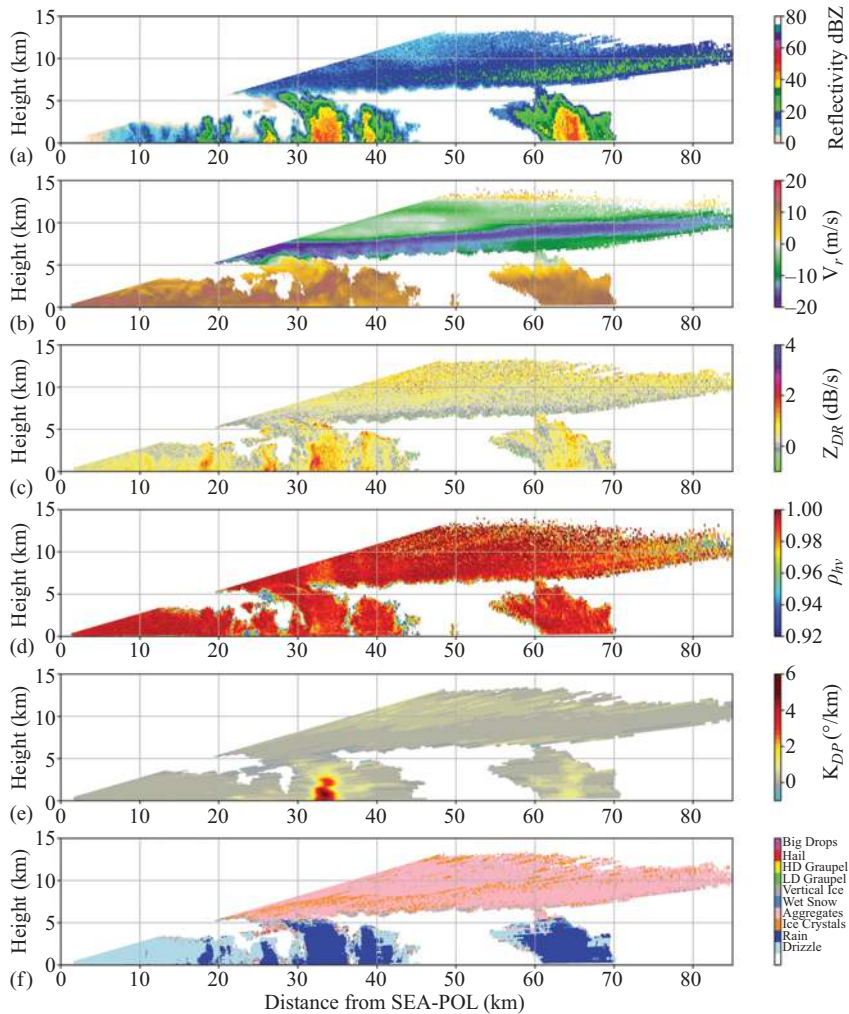 15
10
5
0
Height (km)
(a)
0 10 20 30 40 50 60 70 80
80
60
40
20
0
Reflectivity dBZ
15
10
5
0
Height (km)
(b)
0 10 20 30 40 50 60 70 80
20
10
0
−10
−20
V_r (m/s)
15
10
5
0
Height (km)
(c)
0 10 20 30 40 50 60 70 80
4
2
0
Z_DR (dB/s)
15
10
5
0
Height (km)
(d)
0 10 20 30 40 50 60 70 80
1.00
0.98
0.96
0.94
0.92
ρ_hv
15
10
5
0
Height (km)
(e)
0 10 20 30 40 50 60 70 80
6
4
2
0
K_DP (°/km)
15
10
5
0
Height (km)
(f)
0 10 20 30 40 50 60 70 80
Big Drops
Hail
HD Graupel
LD Graupel
Vertical Ice
Wet Snow
Aggregates
Ice Crystals
Rain
Drizzle
Distance from SEA-POL (km)